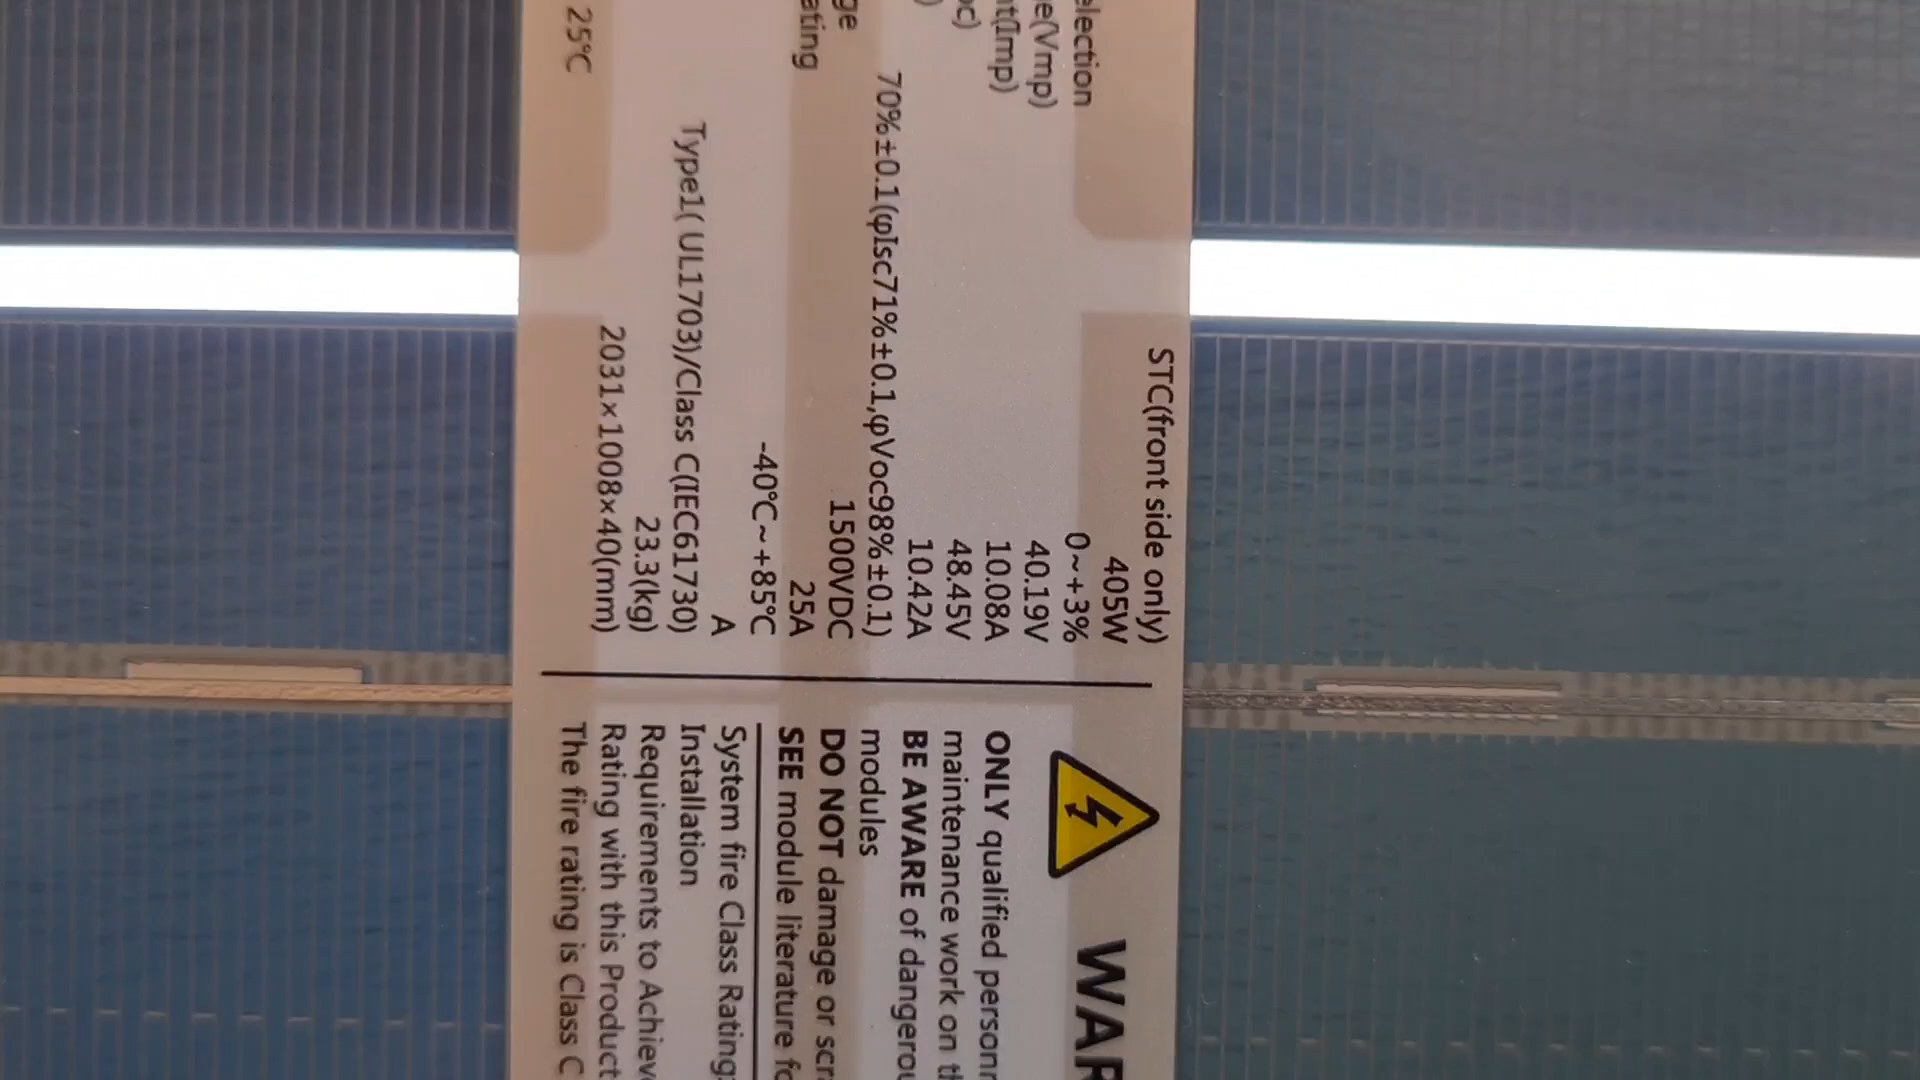 STC(front side only)
405W
election 0~+3%
e(Vmp) 40.19V
t(Imp) 10.08A
oc) 48.45V
) 10.42A
70%±0.1(φIsc71%±0.1,φVoc98%±0.1)
ge 1500VDC
ating 25A
-40℃~+85℃
A
Type1( UL1703)/Class C(IEC61730)
23.3(kg)
2031×1008×40(mm)
25℃
WAR
ONLY qualified personn
maintenance work on th
BE AWARE of dangerou
modules
DO NOT damage or scra
SEE module literature fo
System fire Class Rating:
Installation
Requirements to Achieve
Rating with this Product
The fire rating is Class C